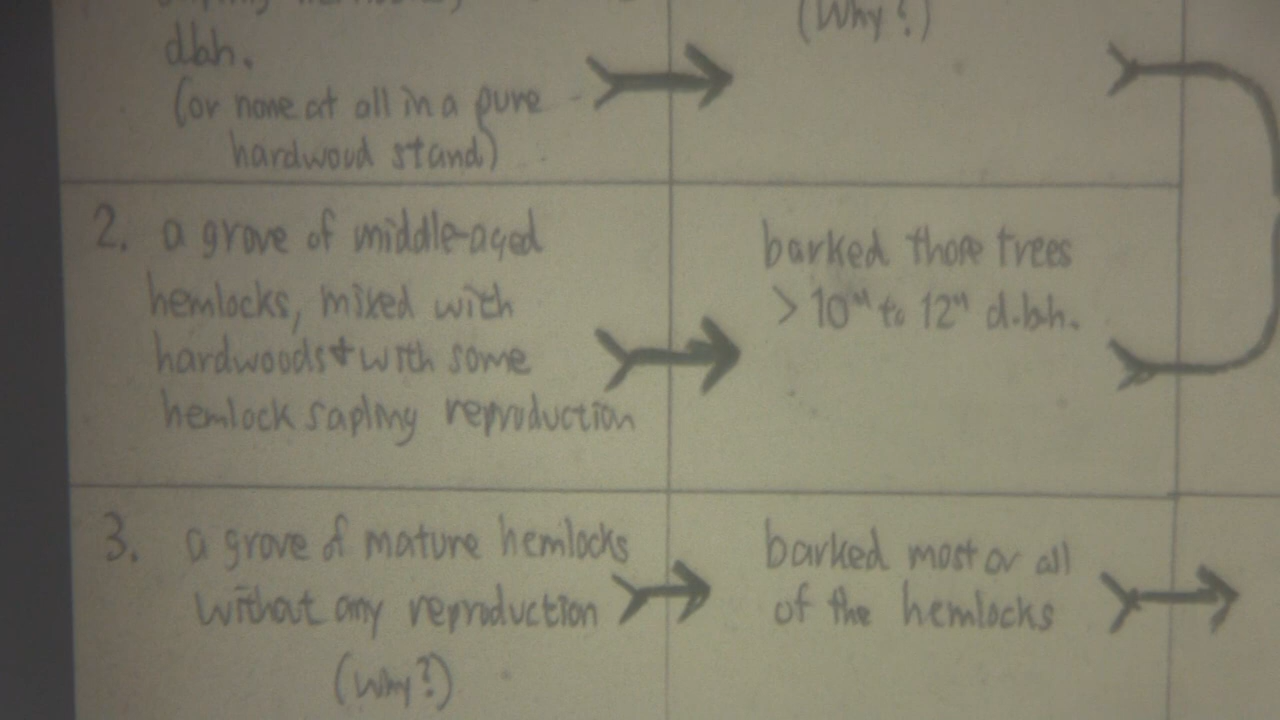 dbh.
(or none at all in a pure
hardwood stand)
(Why?)
2. a grove of middle-aged
hemlocks, mixed with
hardwoods + with some
hemlock sapling reproduction
barked those trees
> 10" to 12" d.b.h.
3. a grove of mature hemlocks
without any reproduction
(Why?)
barked most or all
of the hemlocks